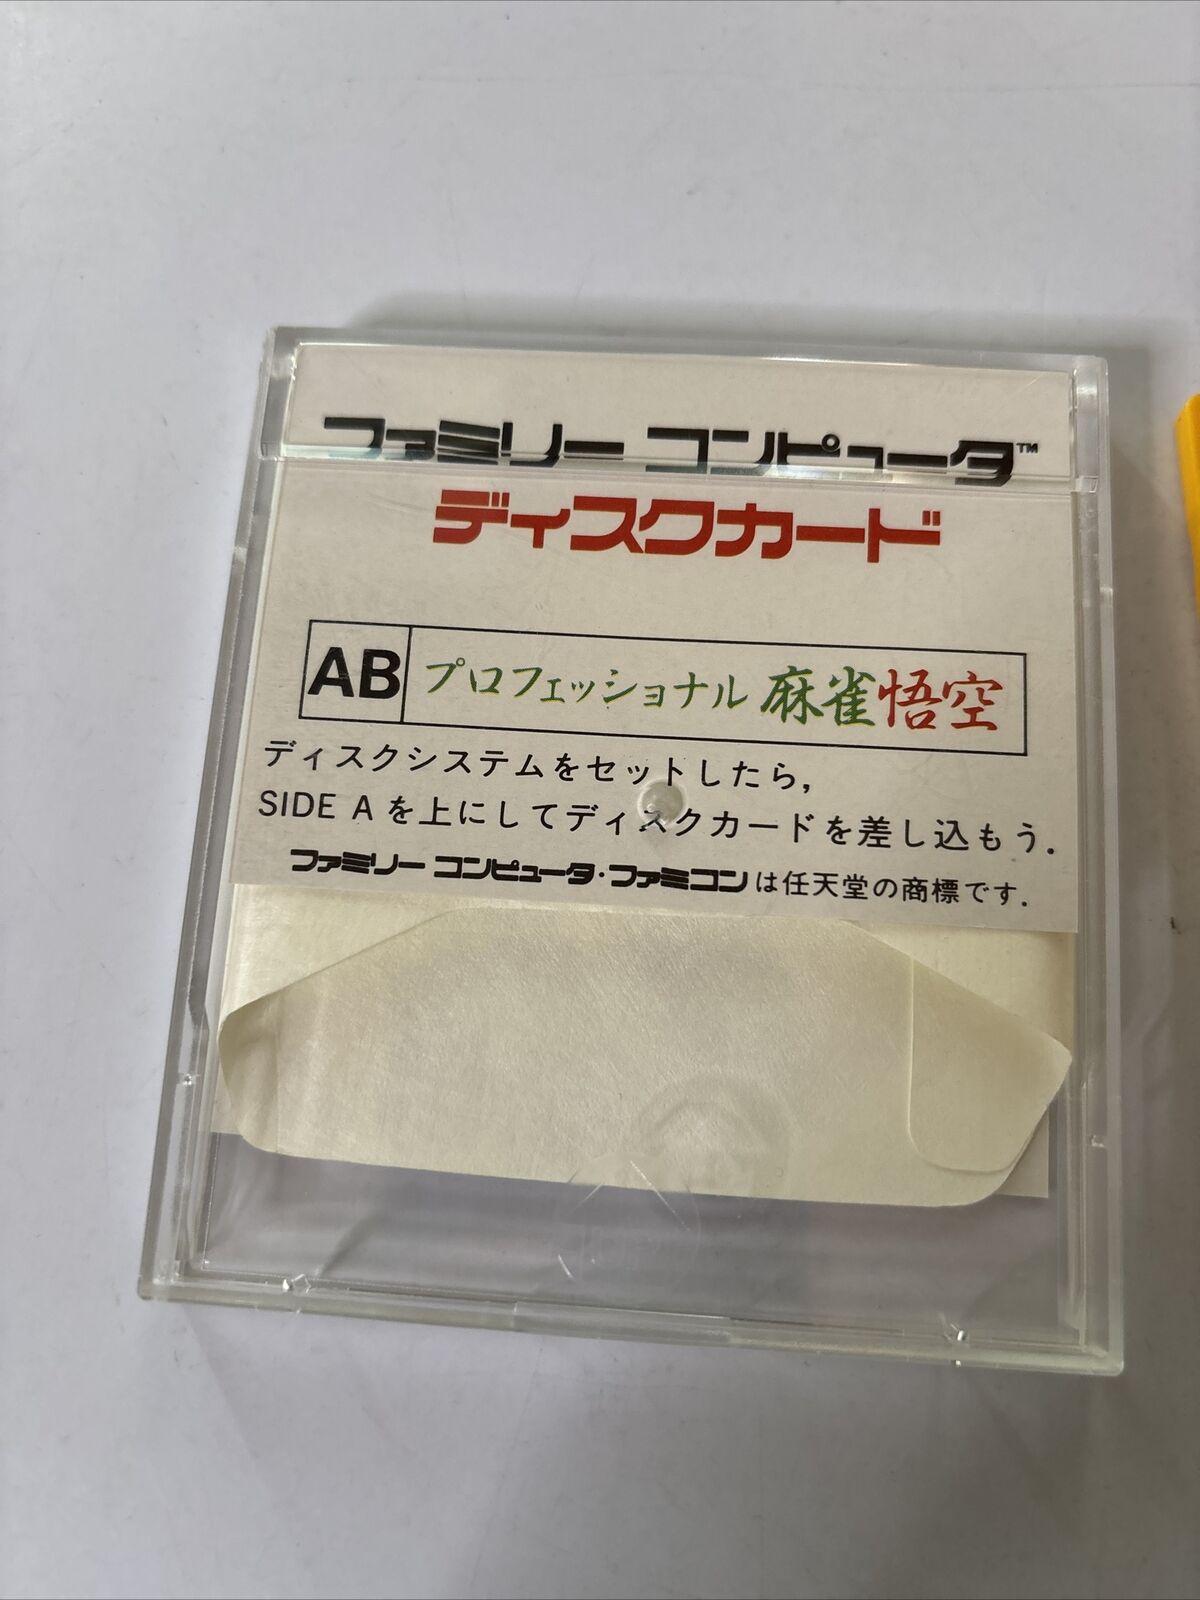 ファミリー コンピュータ™
ディスクカード
AB プロフェッショナル 麻雀悟空
ディスクシステムをセットしたら,
SIDE A を上にしてディスクカードを差し込もう.
ファミリー コンピュータ・ファミコン は任天堂の商標です.